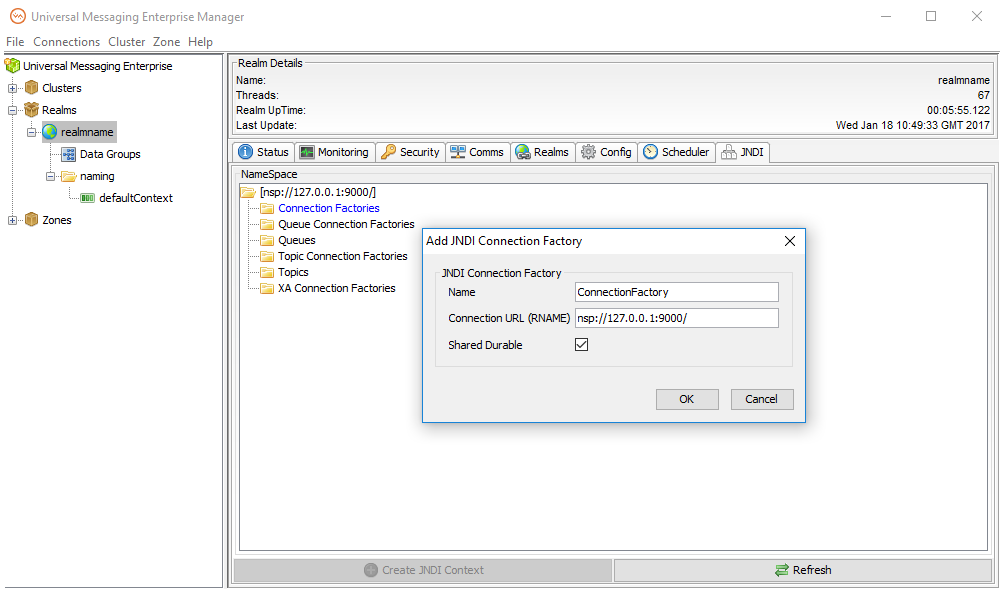 Universal Messaging Enterprise Manager
File Connections Cluster Zone Help
Universal Messaging Enterprise
Clusters
Realms
realmname
Data Groups
naming
defaultContext
Zones
Realm Details
Name: realmname
Threads: 67
Realm UpTime: 00:05:55.122
Last Update: Wed Jan 18 10:49:33 GMT 2017
Status Monitoring Security Comms Realms Config Scheduler JNDI
NameSpace
[nsp://127.0.0.1:9000/]
Connection Factories
Queue Connection Factories
Queues
Topic Connection Factories
Topics
XA Connection Factories
Add JNDI Connection Factory
JNDI Connection Factory
Name ConnectionFactory
Connection URL (RNAME) nsp://127.0.0.1:9000/
Shared Durable
OK Cancel
Create JNDI Context Refresh